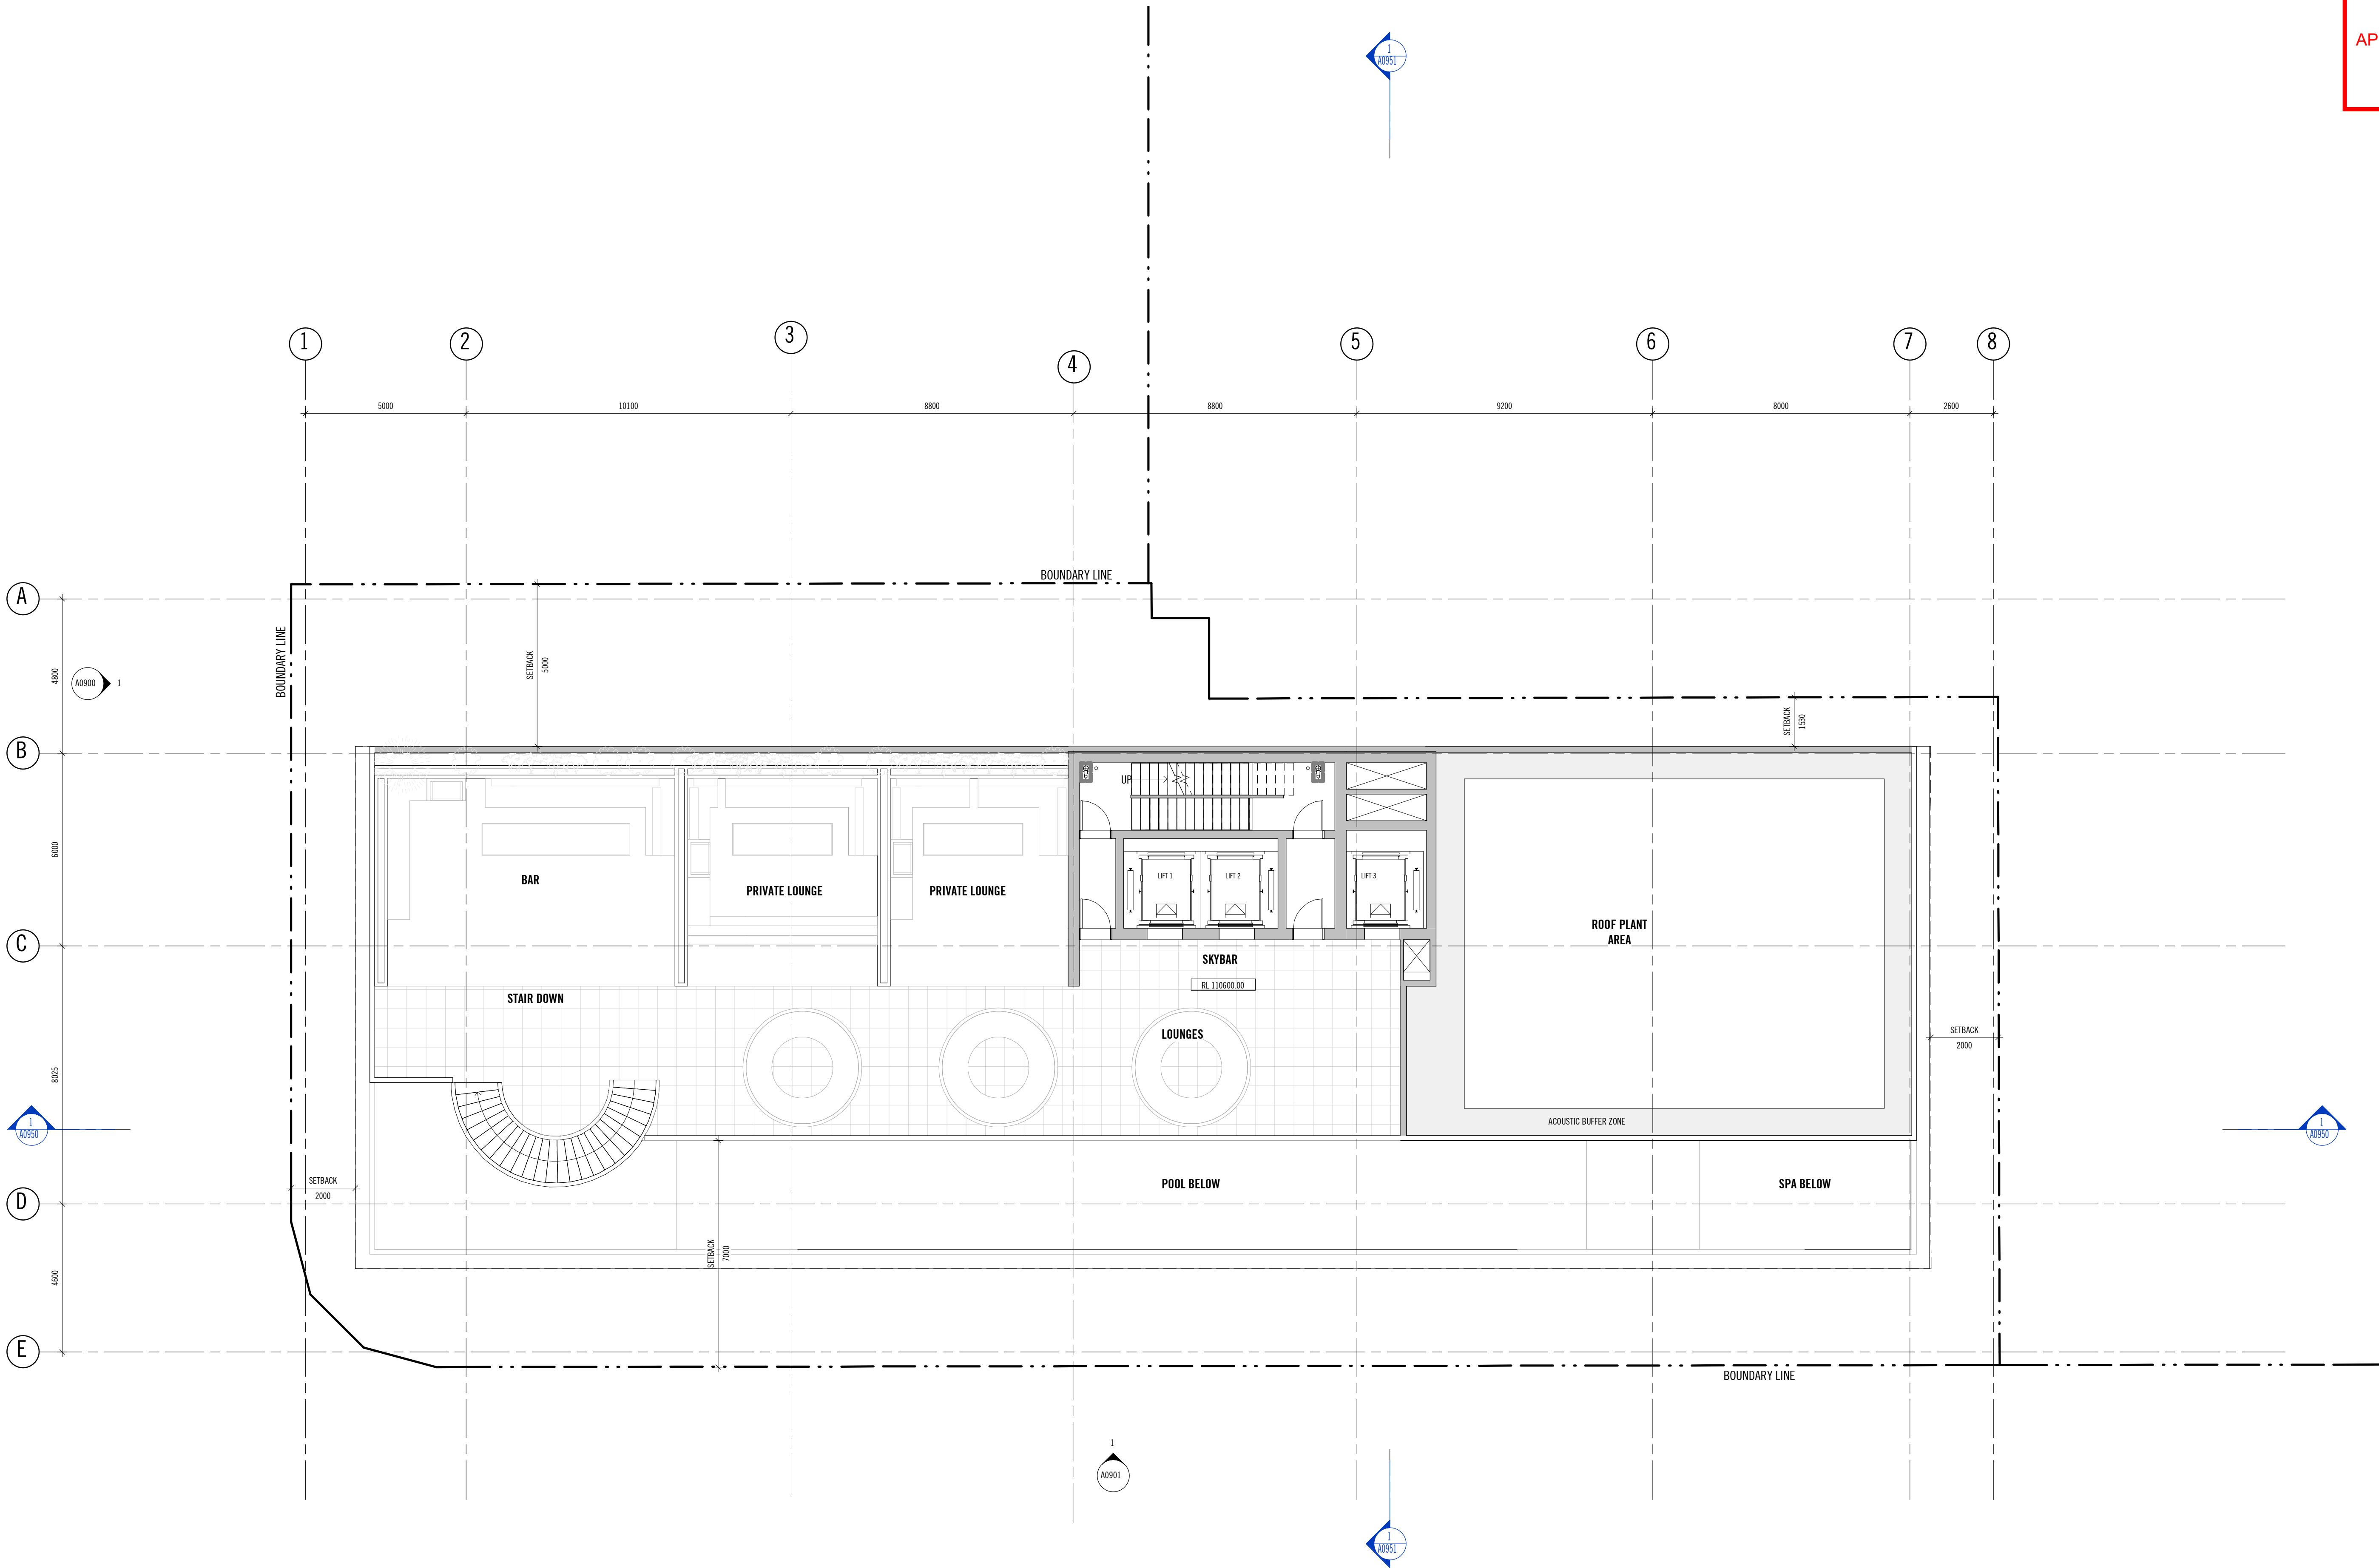 1
A0951
AP
1
2
3
4
5
6
7
8
5000
10100
8800
8800
9200
8000
2600
BOUNDARY LINE
A
BOUNDARY LINE
SETBACK
5000
4800
A0900
1
SETBACK
1530
B
UP
6000
BAR
PRIVATE LOUNGE
PRIVATE LOUNGE
LIFT 1
LIFT 2
LIFT 3
ROOF PLANT
AREA
C
SKYBAR
RL 110600.00
STAIR DOWN
LOUNGES
SETBACK
2000
8025
1
A0950
ACOUSTIC BUFFER ZONE
1
A0950
SETBACK
2000
POOL BELOW
SPA BELOW
D
SETBACK
7000
4600
E
BOUNDARY LINE
1
A0901
1
A0951